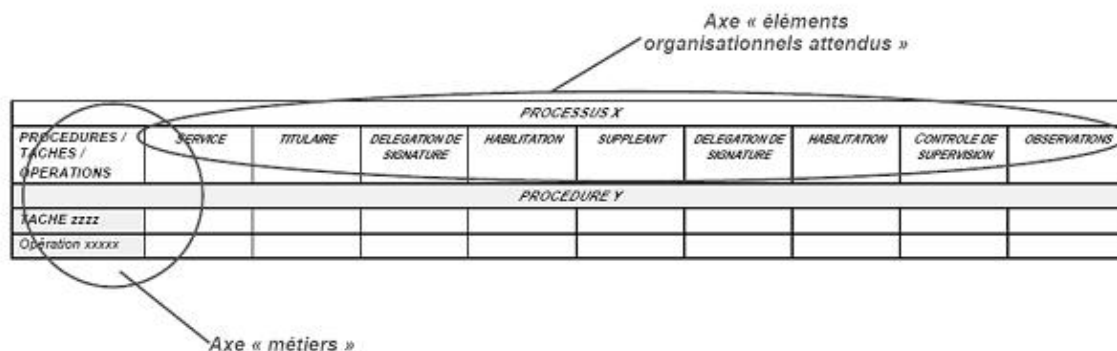 Axe « éléments
organisationnels attendus »
PROCESSUS X
PROCEDURES /
TACHES /
OPERATIONS
SERVICE
TITULAIRE
DELEGATION DE
SIGNATURE
HABILITATION
SUPPLEANT
DELEGATION DE
SIGNATURE
HABILITATION
CONTROLE DE
SUPERVISION
OBSERVATIONS
PROCEDURE Y
TACHE zzzz
Opération xxxxx
Axe « métiers »